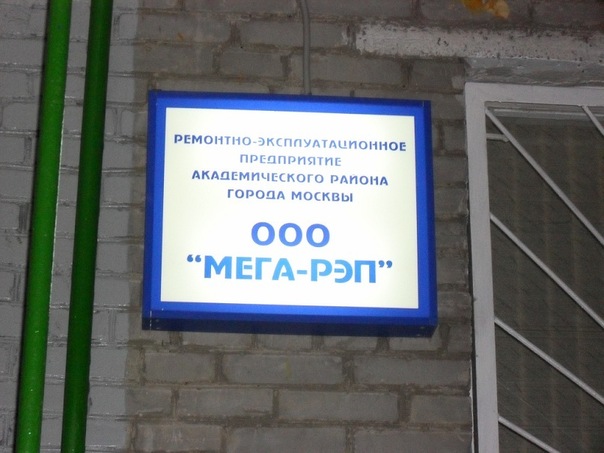 РЕМОНТНО-ЭКСПЛУАТАЦИОННОЕ
ПРЕДПРИЯТИЕ
АКАДЕМИЧЕСКОГО РАЙОНА
ГОРОДА МОСКВЫ
ООО
"МЕГА-РЭП"